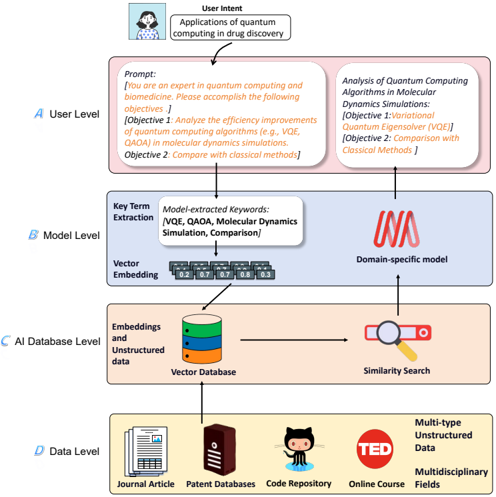 User Intent
Applications of quantum
computing in drug discovery
A User Level
Prompt:
[You are an expert in quantum computing and
biomedicine. Please accomplish the following
objectives .]
[Objective 1: Analyze the efficiency improvements
of quantum computing algorithms (e.g., VQE,
QAOA) in molecular dynamics simulations.
Objective 2: Compare with classical methods]
Analysis of Quantum Computing
Algorithms in Molecular
Dynamics Simulations:
[Objective 1:Variational
Quantum Eigensolver (VQE)]
[Objective 2: Comparison with
Classical Methods ]
B Model Level
Key Term
Extraction
Model-extracted Keywords:
[VQE, QAOA, Molecular Dynamics
Simulation, Comparison]
Vector
Embedding
0.2 0.7 0.7 0.8 0.3
Domain-specific model
C AI Database Level
Embeddings
and
Unstructured
data
Vector Database
Similarity Search
D Data Level
Journal Article
Patent Databases
Code Repository
TED
Online Course
Multi-type
Unstructured
Data
Multidisciplinary
Fields